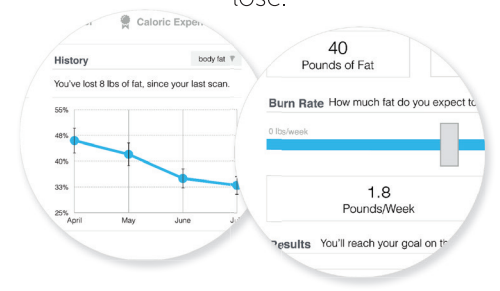 lose.
Caloric
History
body fat
You've lost 8 lbs of fat, since your last scan.
55%
48%
40%
33%
25%
April May June
40
Pounds of Fat
Burn Rate How much fat do you expect to
0 lbs/week
1.8
Pounds/Week
Results You'll reach your goal on